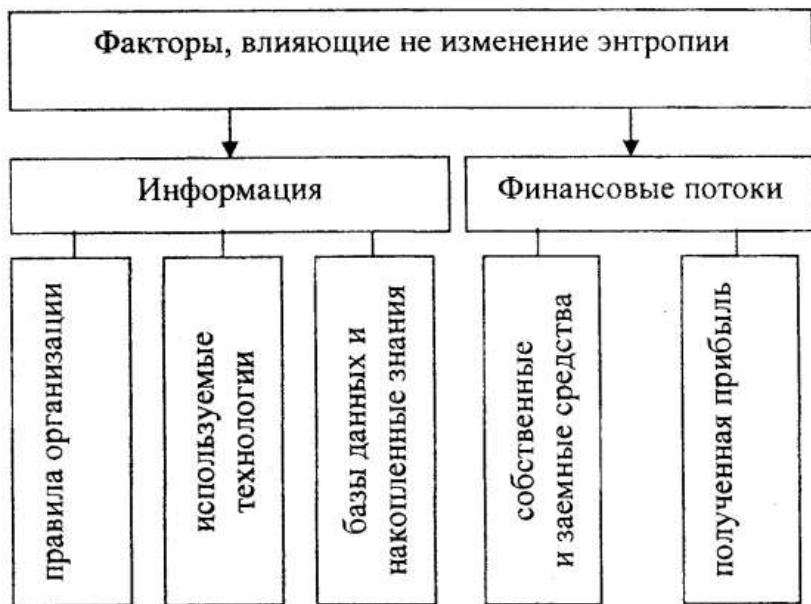 Факторы, влияющие не изменение энтропии
Информация
Финансовые потоки
правила организации
используемые
технологии
базы данных и
накопленные знания
собственные
и заемные средства
полученная прибыль